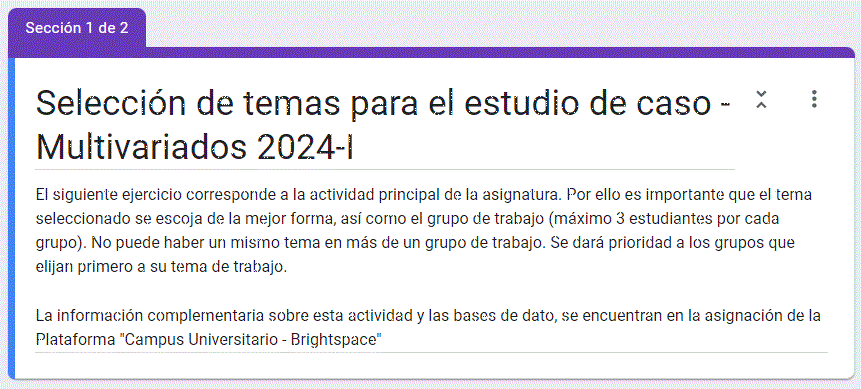 Sección 1 de 2
Selección de temas para el estudio de caso -
Multivariados 2024-I
El siguiente ejercicio corresponde a la actividad principal de la asignatura. Por ello es importante que el tema
seleccionado se escoja de la mejor forma, así como el grupo de trabajo (máximo 3 estudiantes por cada
grupo). No puede haber un mismo tema en más de un grupo de trabajo. Se dará prioridad a los grupos que
elijan primero a su tema de trabajo.
La información complementaria sobre esta actividad y las bases de dato, se encuentran en la asignación de la
Plataforma "Campus Universitario - Brightspace"